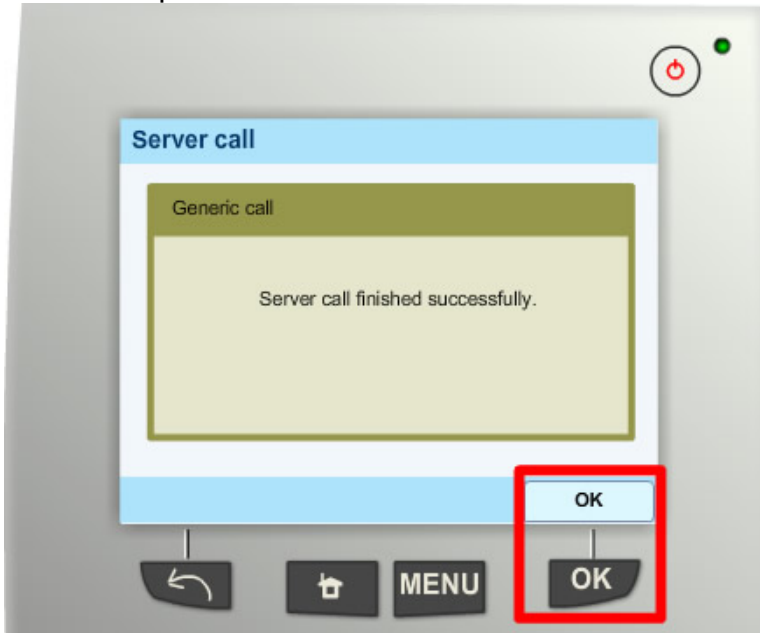 Server call
Generic call
Server call finished successfully.
OK
MENU
OK